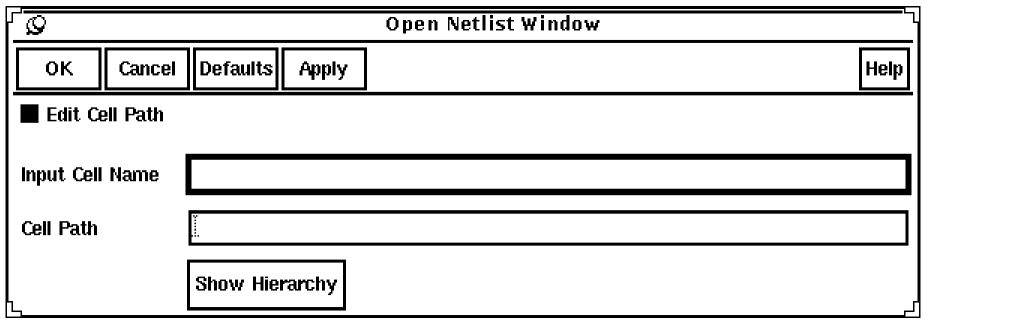 Open Netlist Window
OK Cancel Defaults Apply Help
Edit Cell Path
Input Cell Name
Cell Path
Show Hierarchy